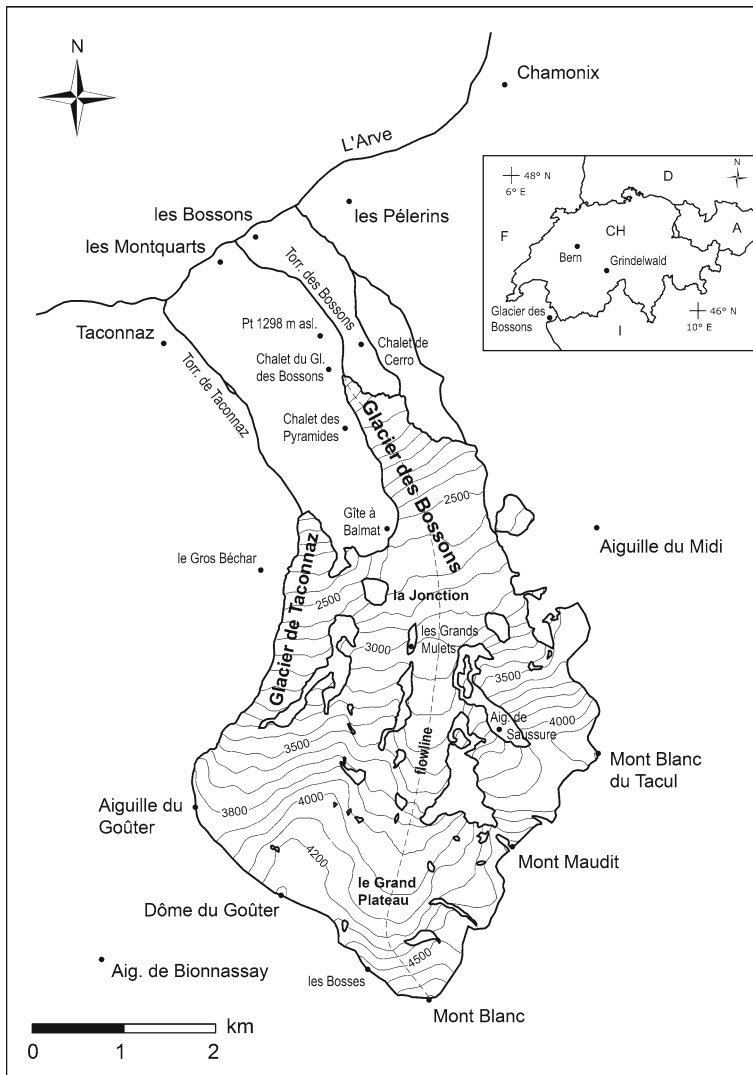 N
Chamonix
L'Arve
les Bossons
les Pélerins
les Montquarts
Torr. des Bossons
Taconnaz
Pt 1298 m asl.
Chalet de
Cerro
Chalet du Gl.
des Bossons
Torr. de Taconnaz
Chalet des
Pyramides
Glacier des Bossons
2500
Gîte à
Balmat
Aiguille du Midi
le Gros Béchar
Glacier de Taconnaz
la Jonction
2500
les Grands
Mulets
3000
3500
Aig. de
Saussure
4000
flowline
3500
Mont Blanc
du Tacul
Aiguille du
Goûter
3800
4000
4200
Mont Maudit
le Grand
Plateau
Dôme du Goûter
4500
Aig. de Bionnassay
les Bosses
Mont Blanc
km
0 1 2
N
48° N
6° E
D
F
CH
A
Bern
Grindelwald
Glacier des
Bossons
46° N
10° E
I